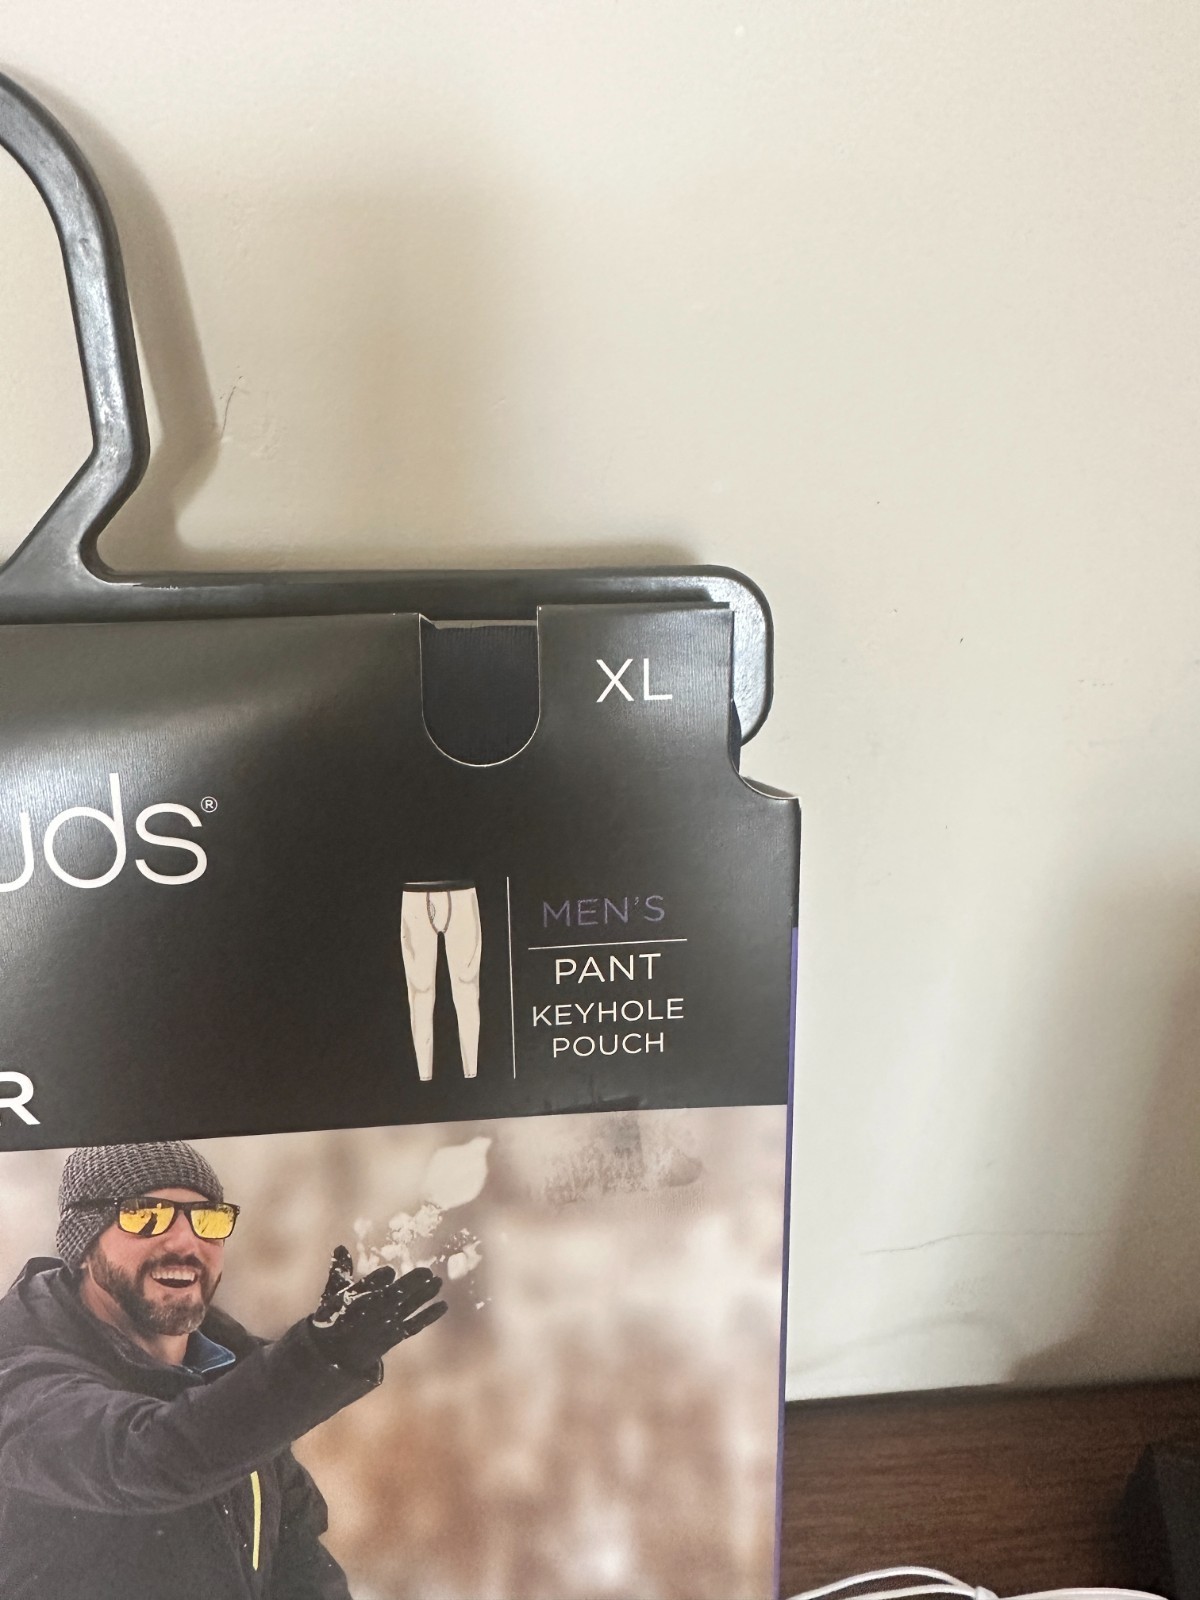 XL
uds®
MEN'S
PANT
KEYHOLE
POUCH
R